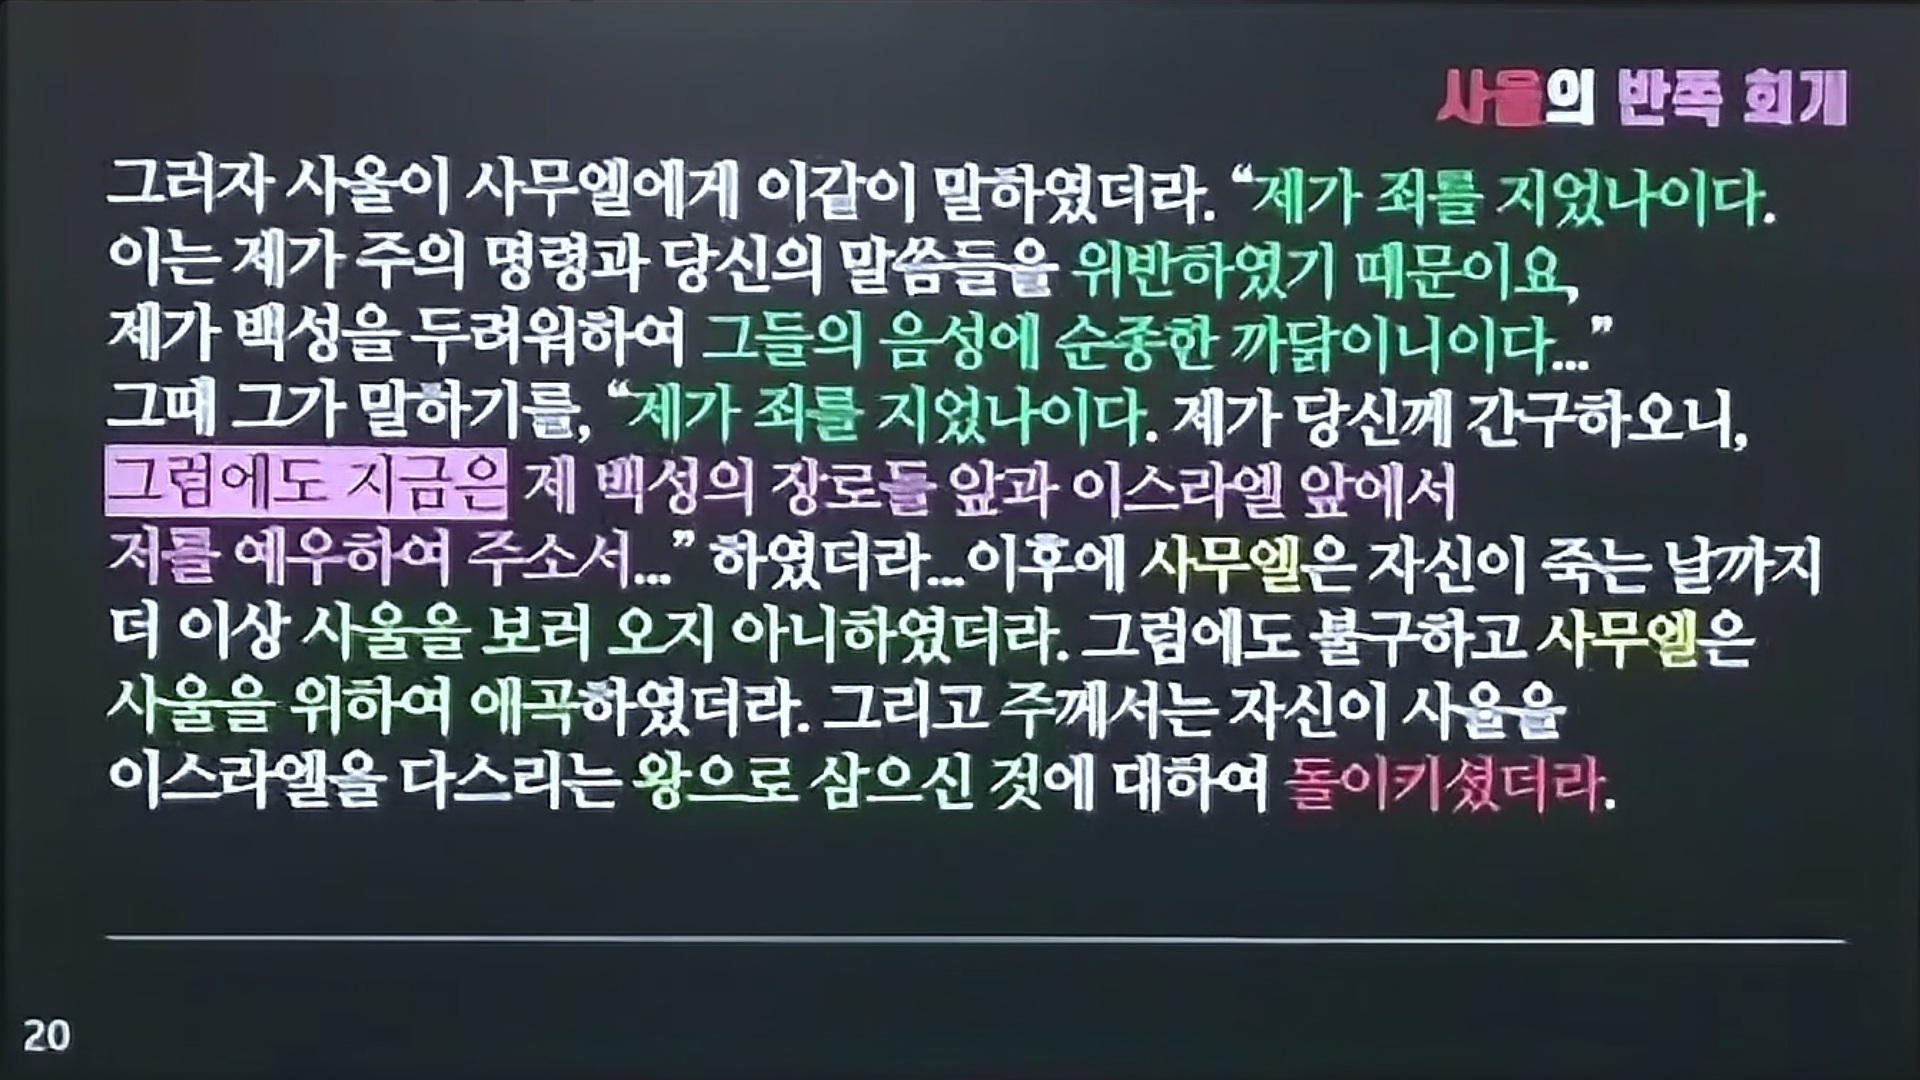 사울의 반쪽 회개
그러자 사울이 사무엘에게 이같이 말하였더라. “제가 죄를 지었나이다.
이는 제가 주의 명령과 당신의 말씀들을 위반하였기 때문이요,
제가 백성을 두려워하여 그들의 음성에 순종한 까닭이니이다...”
그때 그가 말하기를, “제가 죄를 지었나이다. 제가 당신께 간구하오니,
그럼에도 지금은 제 백성의 장로들 앞과 이스라엘 앞에서
저를 예우하여 주소서...” 하였더라...이후에 사무엘은 자신이 죽는 날까지
더 이상 사울을 보러 오지 아니하였더라. 그럼에도 불구하고 사무엘은
사울을 위하여 애곡하였더라. 그리고 주께서는 자신이 사울을
이스라엘을 다스리는 왕으로 삼으신 것에 대하여 돌이키셨더라.
20